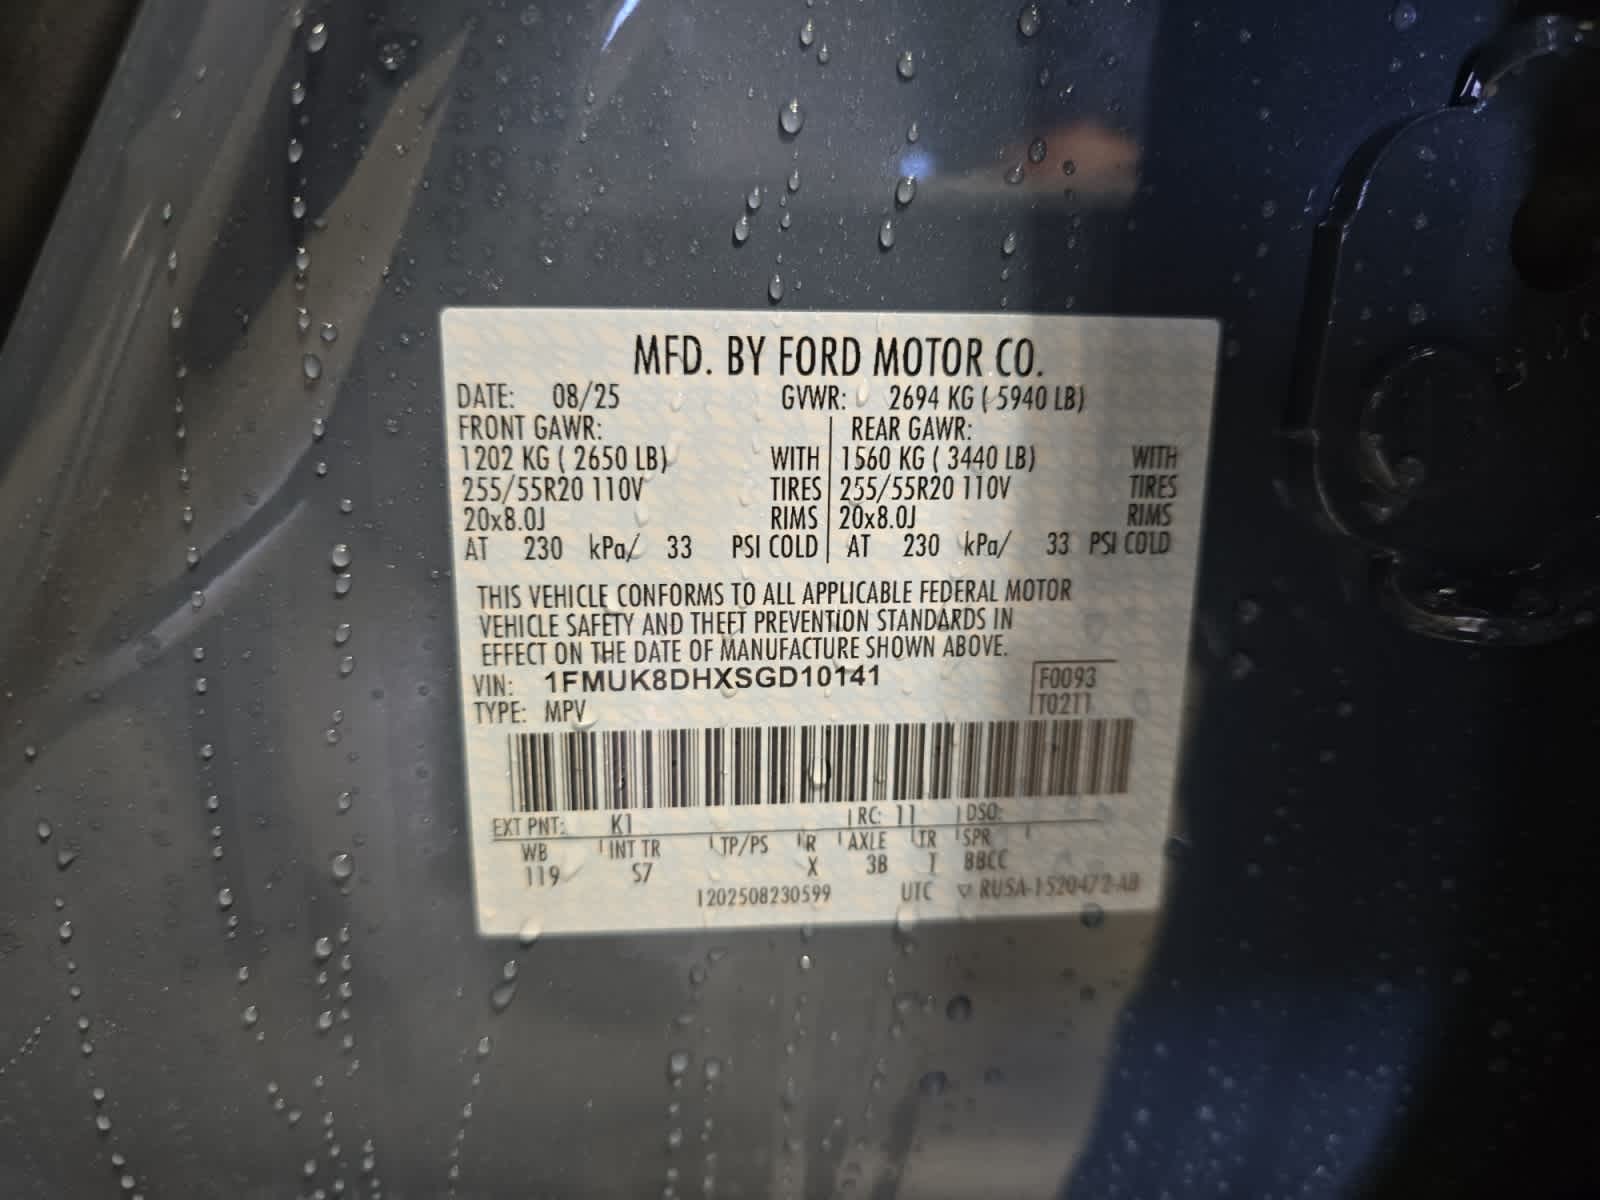 MFD. BY FORD MOTOR CO.
DATE: 08/25 GVWR: 2694 KG ( 5940 LB)
FRONT GAWR: REAR GAWR:
1202 KG ( 2650 LB) WITH 1560 KG ( 3440 LB) WITH
255/55R20 110V TIRES 255/55R20 110V TIRES
20x8.0J RIMS 20x8.0J RIMS
AT 230 kPa/ 33 PSI COLD AT 230 kPa/ 33 PSI COLD
THIS VEHICLE CONFORMS TO ALL APPLICABLE FEDERAL MOTOR
VEHICLE SAFETY AND THEFT PREVENTION STANDARDS IN
EFFECT ON THE DATE OF MANUFACTURE SHOWN ABOVE.
VIN: 1FMUK8DHXSGD10141 F0093
TYPE: MPV T0211
EXT PNT: K1 RC: 11 DSO:
WB INT TR TP/PS R AXLE TR SPR
119 S7 X 3B T BBCC
1202508230599 UTC ▽ RU5A-1520472-AB